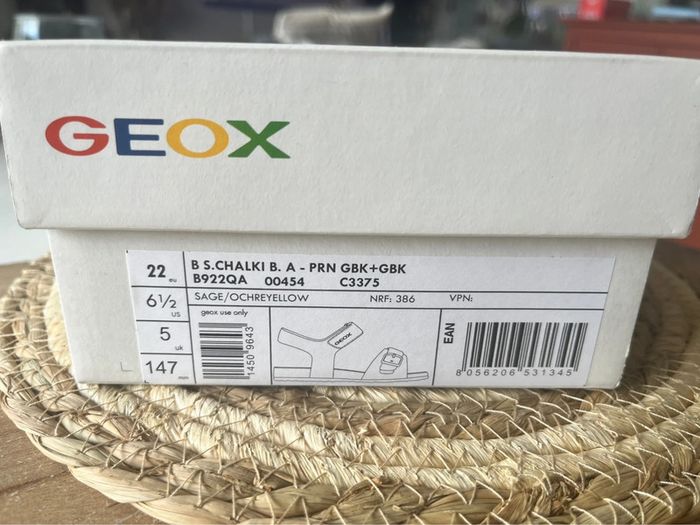 GEOX
22 eu
B S.CHALKI B. A - PRN GBK+GBK
B922QA 00454 C3375
6½ US
SAGE/OCHREYELLOW NRF: 386 VPN:
5 uk
geox use only
147 mm
1450 9643
GEOX
EAN
8 056206 531345